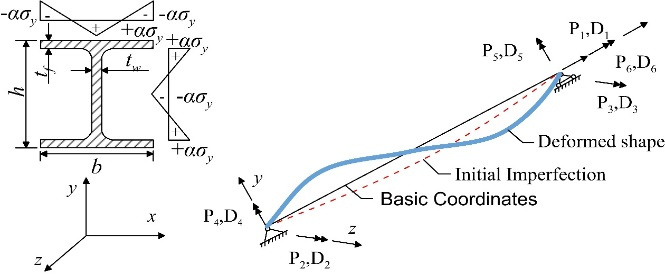 -ασy - - -ασy
+
+ασy
+ασy
tf
tw
h
+
-
-ασy
+
+ασy
b
y
x
z
P5,D5
P1,D1
P6,D6
P3,D3
Deformed shape
Initial Imperfection
Basic Coordinates
y
P4,D4
z
P2,D2